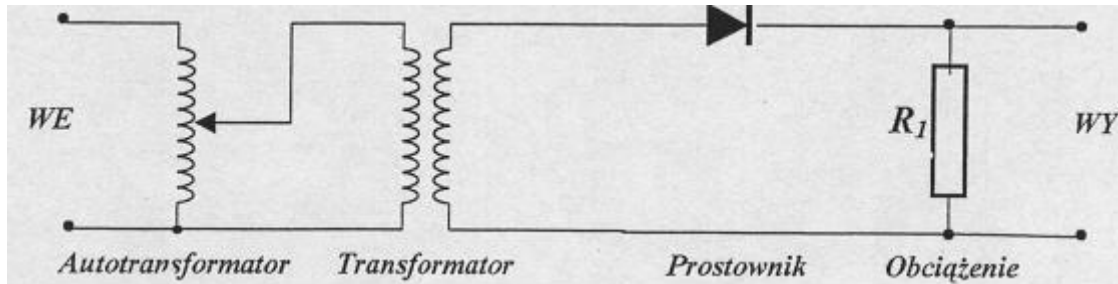 WE
R1
WY
Autotransformator
Transformator
Prostownik
Obciążenie